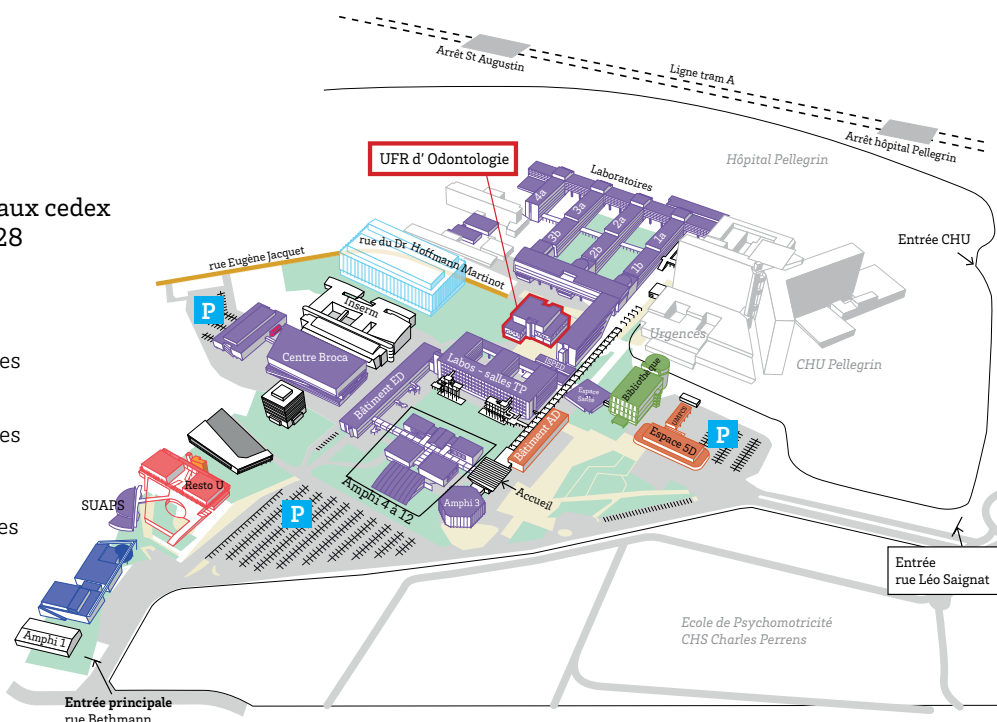 Arrêt St Augustin
Ligne tram A
Arrêt hôpital Pellegrin
Hôpital Pellegrin
UFR d' Odontologie
Laboratoires
4a
3a
2a
1a
3b
2b
1b
aux cedex
28
Entrée CHU
rue Eugène Jacquet
rue du Dr Hoffmann Martinot
P
Inserm
Urgences
CHU Pellegrin
es
Centre Broca
Labos - salles TP
ISPED
Espace
Santé
Bibliothèque
Bâtiment ED
es
Bâtiment AD
UMFCS
Espace 5D
P
Resto U
Amphi 4 à 12
Amphi 3
Accueil
SUAPS
P
es
Entrée
rue Léo Saignat
Ecole de Psychomotricité
CHS Charles Perrens
Amphi 1
Entrée principale
rue Bethmann